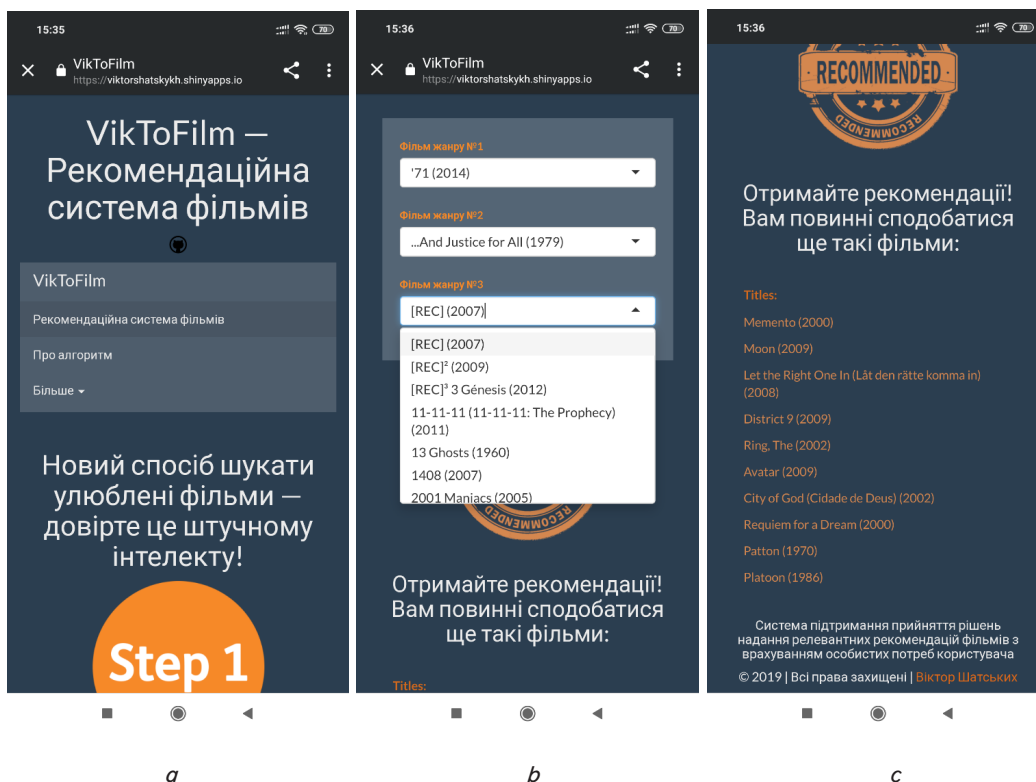 15:35
70
VikToFilm
https://viktorshatskykh.shinyapps.io
VikToFilm —
Рекомендаційна
система фільмів
VikToFilm
Рекомендаційна система фільмів
Про алгоритм
Більше
Новий спосіб шукати
улюблені фільми —
довірте це штучному
інтелекту!
Step 1
a
15:36
70
VikToFilm
https://viktorshatskykh.shinyapps.io
Фільм жанру №1
'71 (2014)
Фільм жанру №2
...And Justice for All (1979)
Фільм жанру №3
[REC] (2007)
[REC] (2007)
[REC]² (2009)
[REC]³ 3 Génesis (2012)
11-11-11 (11-11-11: The Prophecy)
(2011)
13 Ghosts (1960)
1408 (2007)
2001 Maniacs (2005)
RECOMMENDED
Отримайте рекомендації!
Вам повинні сподобатися
ще такі фільми:
Titles:
b
15:36
70
RECOMMENDED
RECOMMENDED
Отримайте рекомендації!
Вам повинні сподобатися
ще такі фільми:
Titles:
Memento (2000)
Moon (2009)
Let the Right One In (Låt den rätte komma in)
(2008)
District 9 (2009)
Ring, The (2002)
Avatar (2009)
City of God (Cidade de Deus) (2002)
Requiem for a Dream (2000)
Patton (1970)
Platoon (1986)
Система підтримання прийняття рішень
надання релевантних рекомендацій фільмів з
врахуванням особистих потреб користувача
© 2019 | Всі права захищені | Віктор Шатських
c